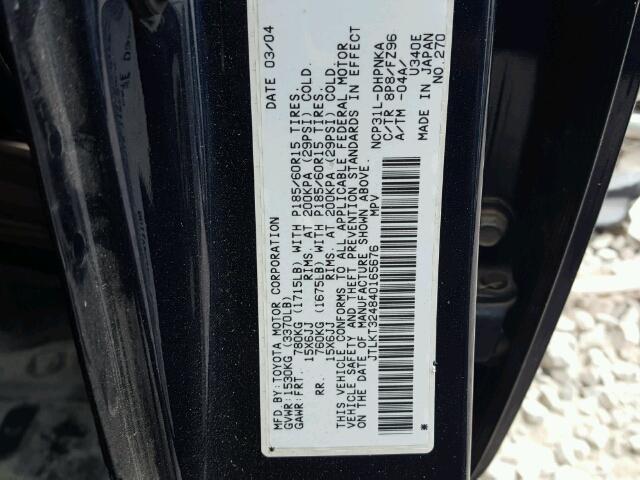 MFD.BY:TOYOTA MOTOR CORPORATION DATE 03/04
GVWR:1530KG (3370LB)
GAWR:FRT. 780KG (1715LB) WITH P185/60R15 TIRES.
15X6JJ RIMS. AT 200KPA (29PSI) COLD.
RR. 760KG (1675LB) WITH P185/60R15 TIRES.
15X6JJ RIMS. AT 200KPA (29PSI) COLD.
THIS VEHICLE CONFORMS TO ALL APPLICABLE FEDERAL MOTOR
VEHICLE SAFETY AND THEFT PREVENTION STANDARDS IN EFFECT
ON THE DATE OF MANUFACTURE SHOWN ABOVE.
JTLKT324840165676 NCP31L-DHPNKA
MPV C/TR 8P8/FZ96
A/TM -04A/ U340E
MADE IN JAPAN
NO.270